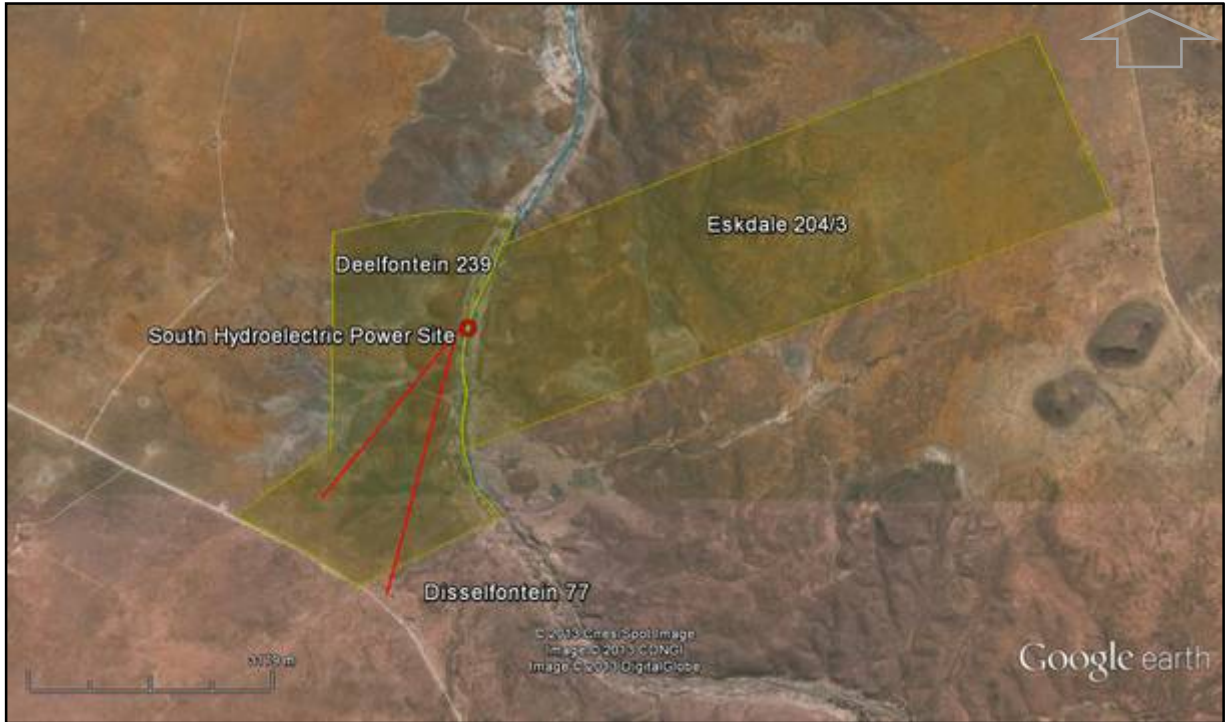 Eskdale 204/3
Deelfontein 239
South Hydroelectric Power Site
Disselfontein 77
© 2013 Cnes/Spot Image
Image © 2013 CONGI
Image © 2013 DigitalGlobe
Google earth